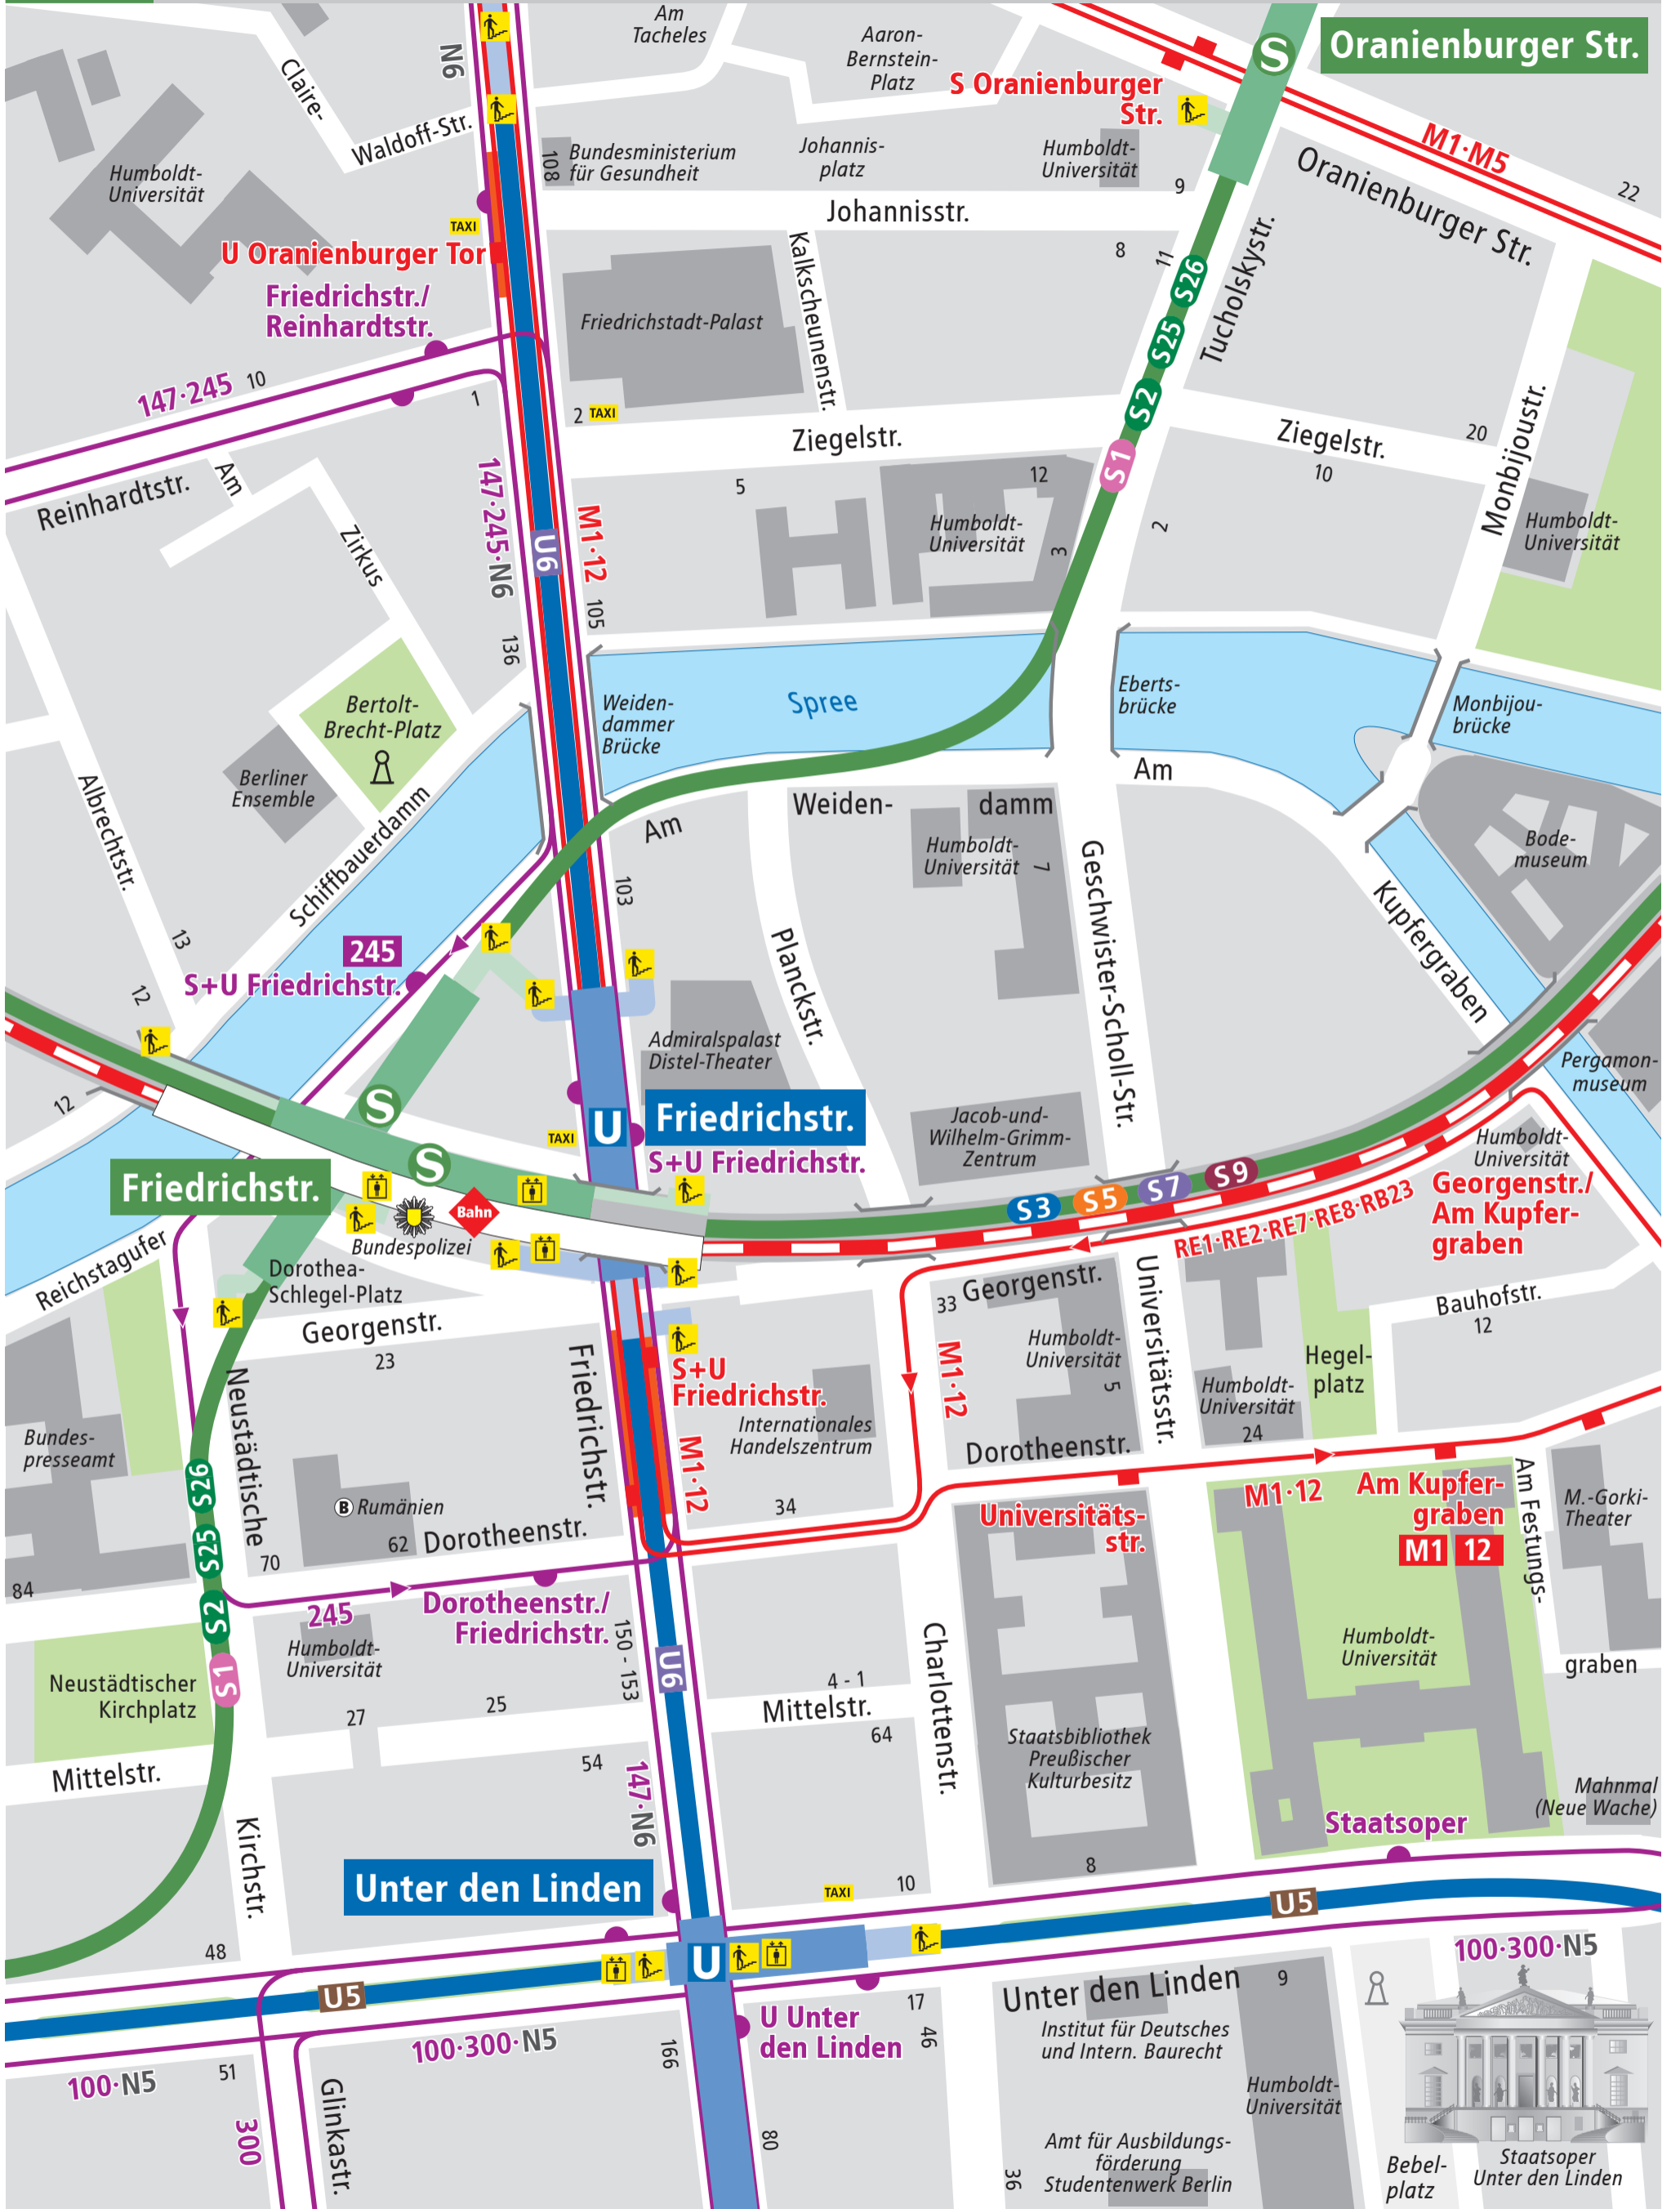 N6
Claire-
Waldoff-Str.
Am
Tacheles
Aaron-
Bernstein-
Platz
S
Oranienburger Str.
S Oranienburger
Str.
M1·M5
Oranienburger Str.
22
Humboldt-
Universität
108
Bundesministerium
für Gesundheit
Johannis-
platz
Humboldt-
Universität
9
Johannisstr.
TAXI
U Oranienburger Tor
Friedrichstr./
Reinhardtstr.
Kalkscheunenstr.
8
11
S26
S25
S2
S1
Tucholskystr.
Friedrichstadt-Palast
147·245
10
1
2
TAXI
Ziegelstr.
Ziegelstr.
20
10
Monbijoustr.
Reinhardtstr.
Am
Zirkus
147·245·N6
U6
M1·12
5
12
Humboldt-
Universität
3
2
Humboldt-
Universität
105
136
Bertolt-
Brecht-Platz
Berliner
Ensemble
Weiden-
dammer
Brücke
Spree
Eberts-
brücke
Monbijou-
brücke
Albrechtstr.
Schiffbauerdamm
Am
Weiden-
damm
Am
Humboldt-
Universität
7
Bode-
museum
Kupfergraben
103
13
245
S+U Friedrichstr.
12
12
Planckstr.
Geschwister-Scholl-Str.
Admiralspalast
Distel-Theater
Pergamon-
museum
S
S
TAXI
U
Friedrichstr.
S+U Friedrichstr.
Jacob-und-
Wilhelm-Grimm-
Zentrum
Humboldt-
Universität
Friedrichstr.
Bahn
Bundespolizei
S3
S5
S7
S9
RE1·RE2·RE7·RE8·RB23
Georgenstr./
Am Kupfer-
graben
Reichstagufer
Dorothea-
Schlegel-Platz
Georgenstr.
23
33
Georgenstr.
Universitätsstr.
Bauhofstr.
12
Humboldt-
Universität
5
Hegel-
platz
Humboldt-
Universität
24
Neustädtische
Kirchstr.
Friedrichstr.
S+U
Friedrichstr.
M1·12
Internationales
Handelszentrum
M1·12
Bundes-
presseamt
B
Rumänien
62
Dorotheenstr.
34
Dorotheenstr.
Universitäts-
str.
M1·12
Am Kupfer-
graben
M1
12
Am Festungs-
graben
M.-Gorki-
Theater
S26
S25
S2
S1
70
84
245
Dorotheenstr./
Friedrichstr.
Humboldt-
Universität
150 - 153
U6
Charlottenstr.
Humboldt-
Universität
Neustädtischer
Kirchplatz
27
25
4 - 1
Mittelstr.
64
54
Mittelstr.
147·N6
Staatsbibliothek
Preußischer
Kulturbesitz
Mahnmal
(Neue Wache)
Staatsoper
8
Unter den Linden
TAXI
10
U5
48
U
U5
100·300·N5
Unter den Linden
9
Institut für Deutsches
und Intern. Baurecht
17
46
U Unter
den Linden
100·300·N5
166
100·N5
51
300
Glinkastr.
80
Humboldt-
Universität
36
Amt für Ausbildungs-
förderung
Studentenwerk Berlin
Bebel-
platz
Staatsoper
Unter den Linden